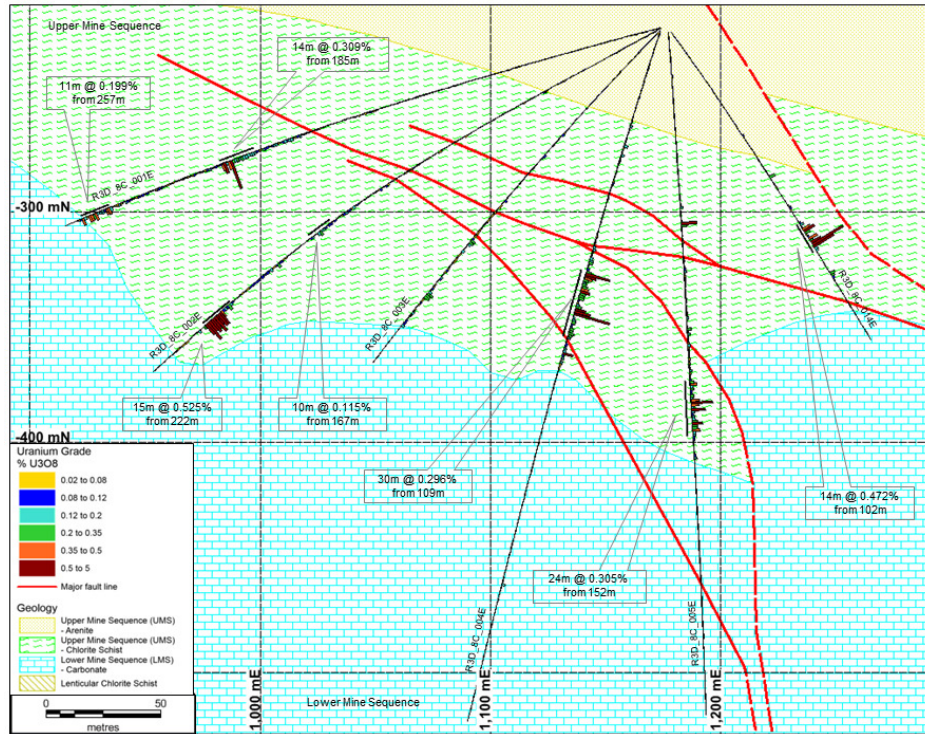 Upper Mine Sequence
14m @ 0.309%
from 185m
11m @ 0.199%
from 257m
R3D_8C_001E
-300 mN
R3D_8C_002E
R3D_8C_003E
R3D_8C_014E
15m @ 0.525%
from 222m
10m @ 0.115%
from 167m
-400 mN
30m @ 0.296%
from 109m
14m @ 0.472%
from 102m
24m @ 0.305%
from 152m
R3D_8C_004E
R3D_8C_005E
Uranium Grade
% U3O8
0.02 to 0.08
0.08 to 0.12
0.12 to 0.2
0.2 to 0.35
0.35 to 0.5
0.5 to 5
Major fault line
Geology
Upper Mine Sequence (UMS)
- Arenite
Upper Mine Sequence (UMS)
- Chlorite Schist
Lower Mine Sequence (LMS)
- Carbonate
Lenticular Chlorite Schist
0 50
metres
1,000 mE
1,100 mE
1,200 mE
Lower Mine Sequence